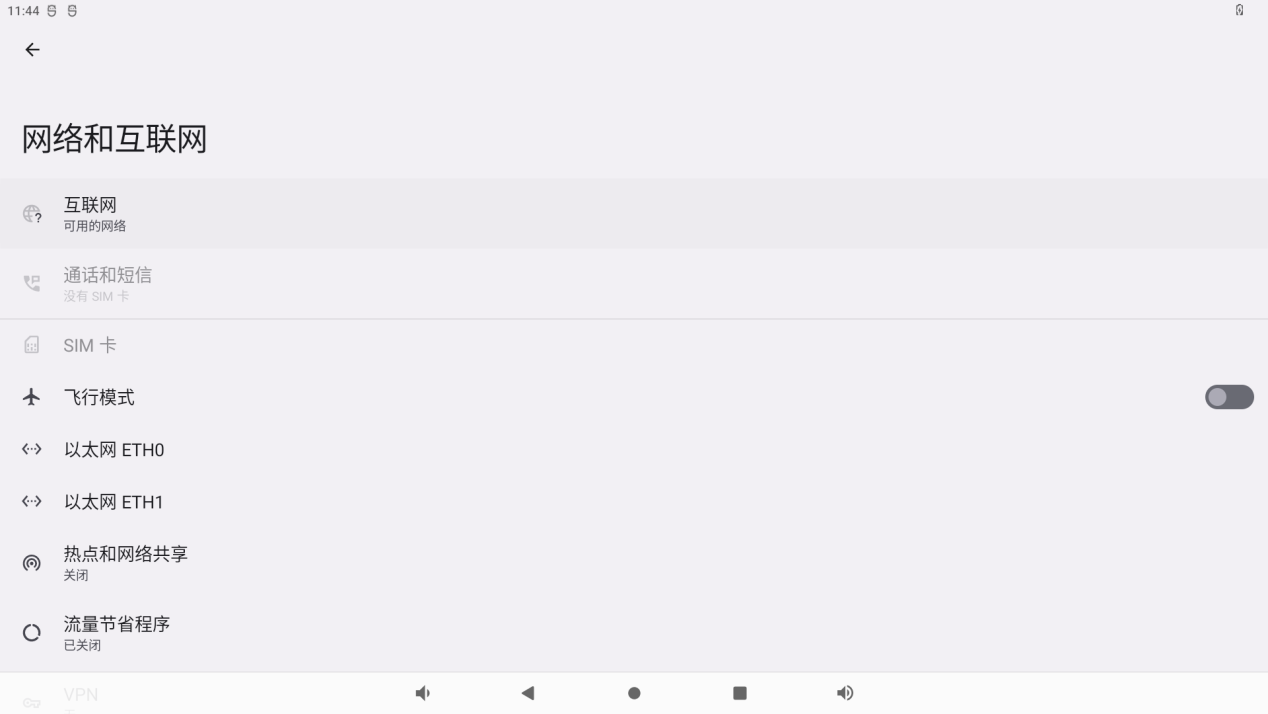 11:44
网络和互联网
互联网
可用的网络
通话和短信
没有 SIM 卡
SIM 卡
飞行模式
以太网 ETH0
以太网 ETH1
热点和网络共享
关闭
流量节省程序
已关闭
VPN